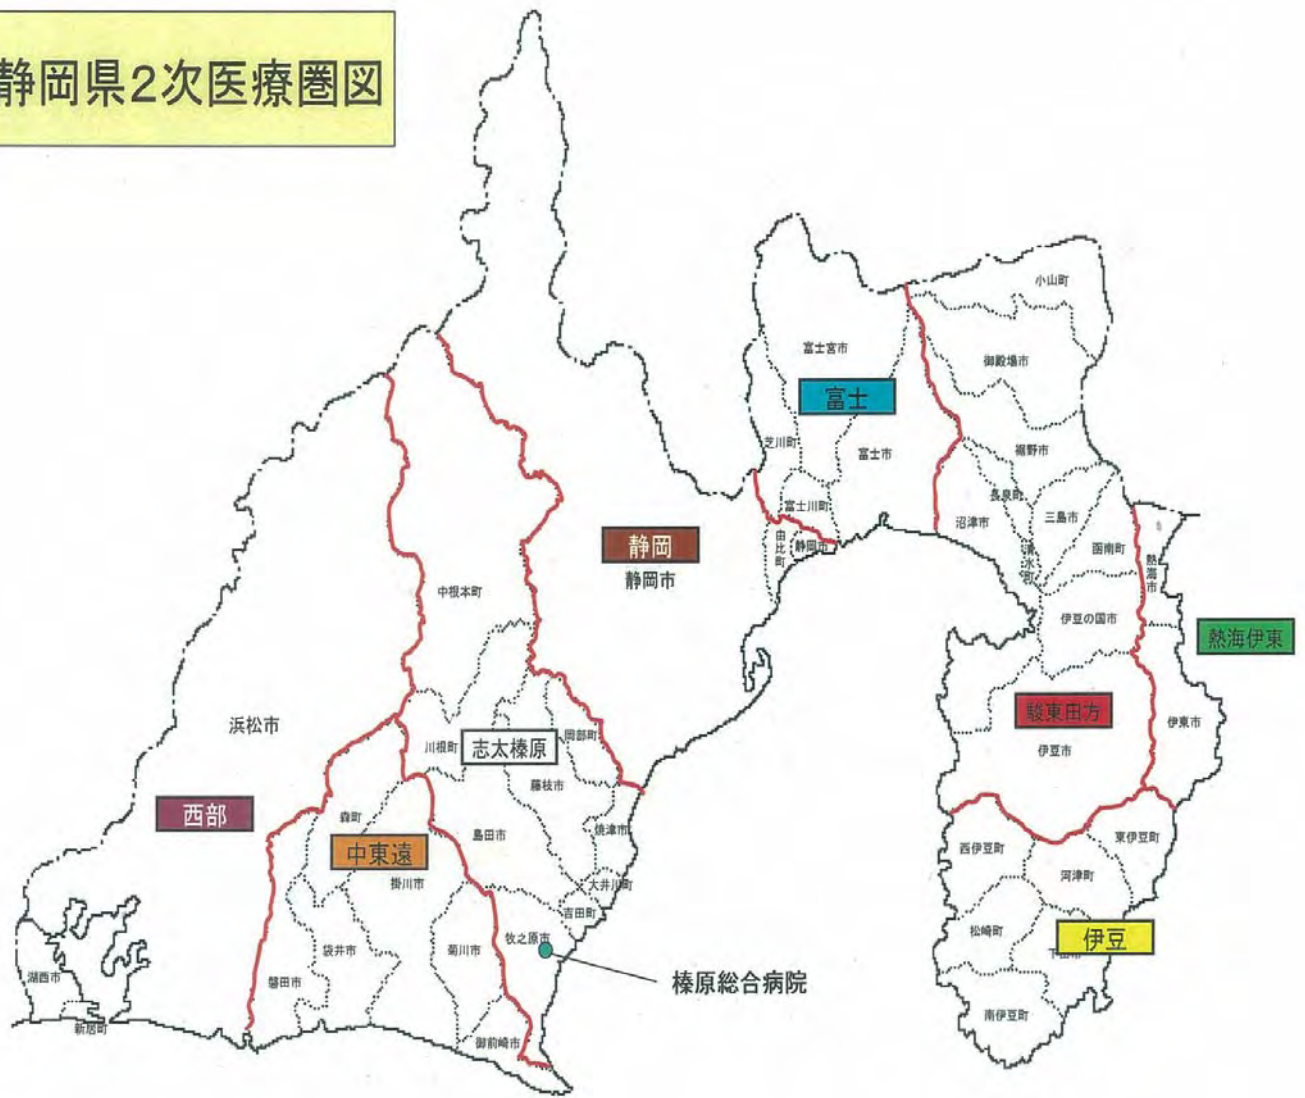 静岡県2次医療圏図
小山町
富士宮市
御殿場市
富士
芝川町
富士市
裾野市
長泉町
富士川町
沼津市
三島市
静岡
由比町
静岡市
函南町
熱海市
清水町
静岡市
中根本町
伊豆の国市
熱海伊東
駿東田方
伊東市
浜松市
川根町
志太榛原
岡部町
伊豆市
藤枝市
西部
森町
島田市
焼津市
東伊豆町
中東遠
西伊豆町
掛川市
大井川町
河津町
吉田町
松崎町
伊豆
袋井市
菊川市
牧之原市
湖西市
磐田市
榛原総合病院
南伊豆町
新居町
御前崎市